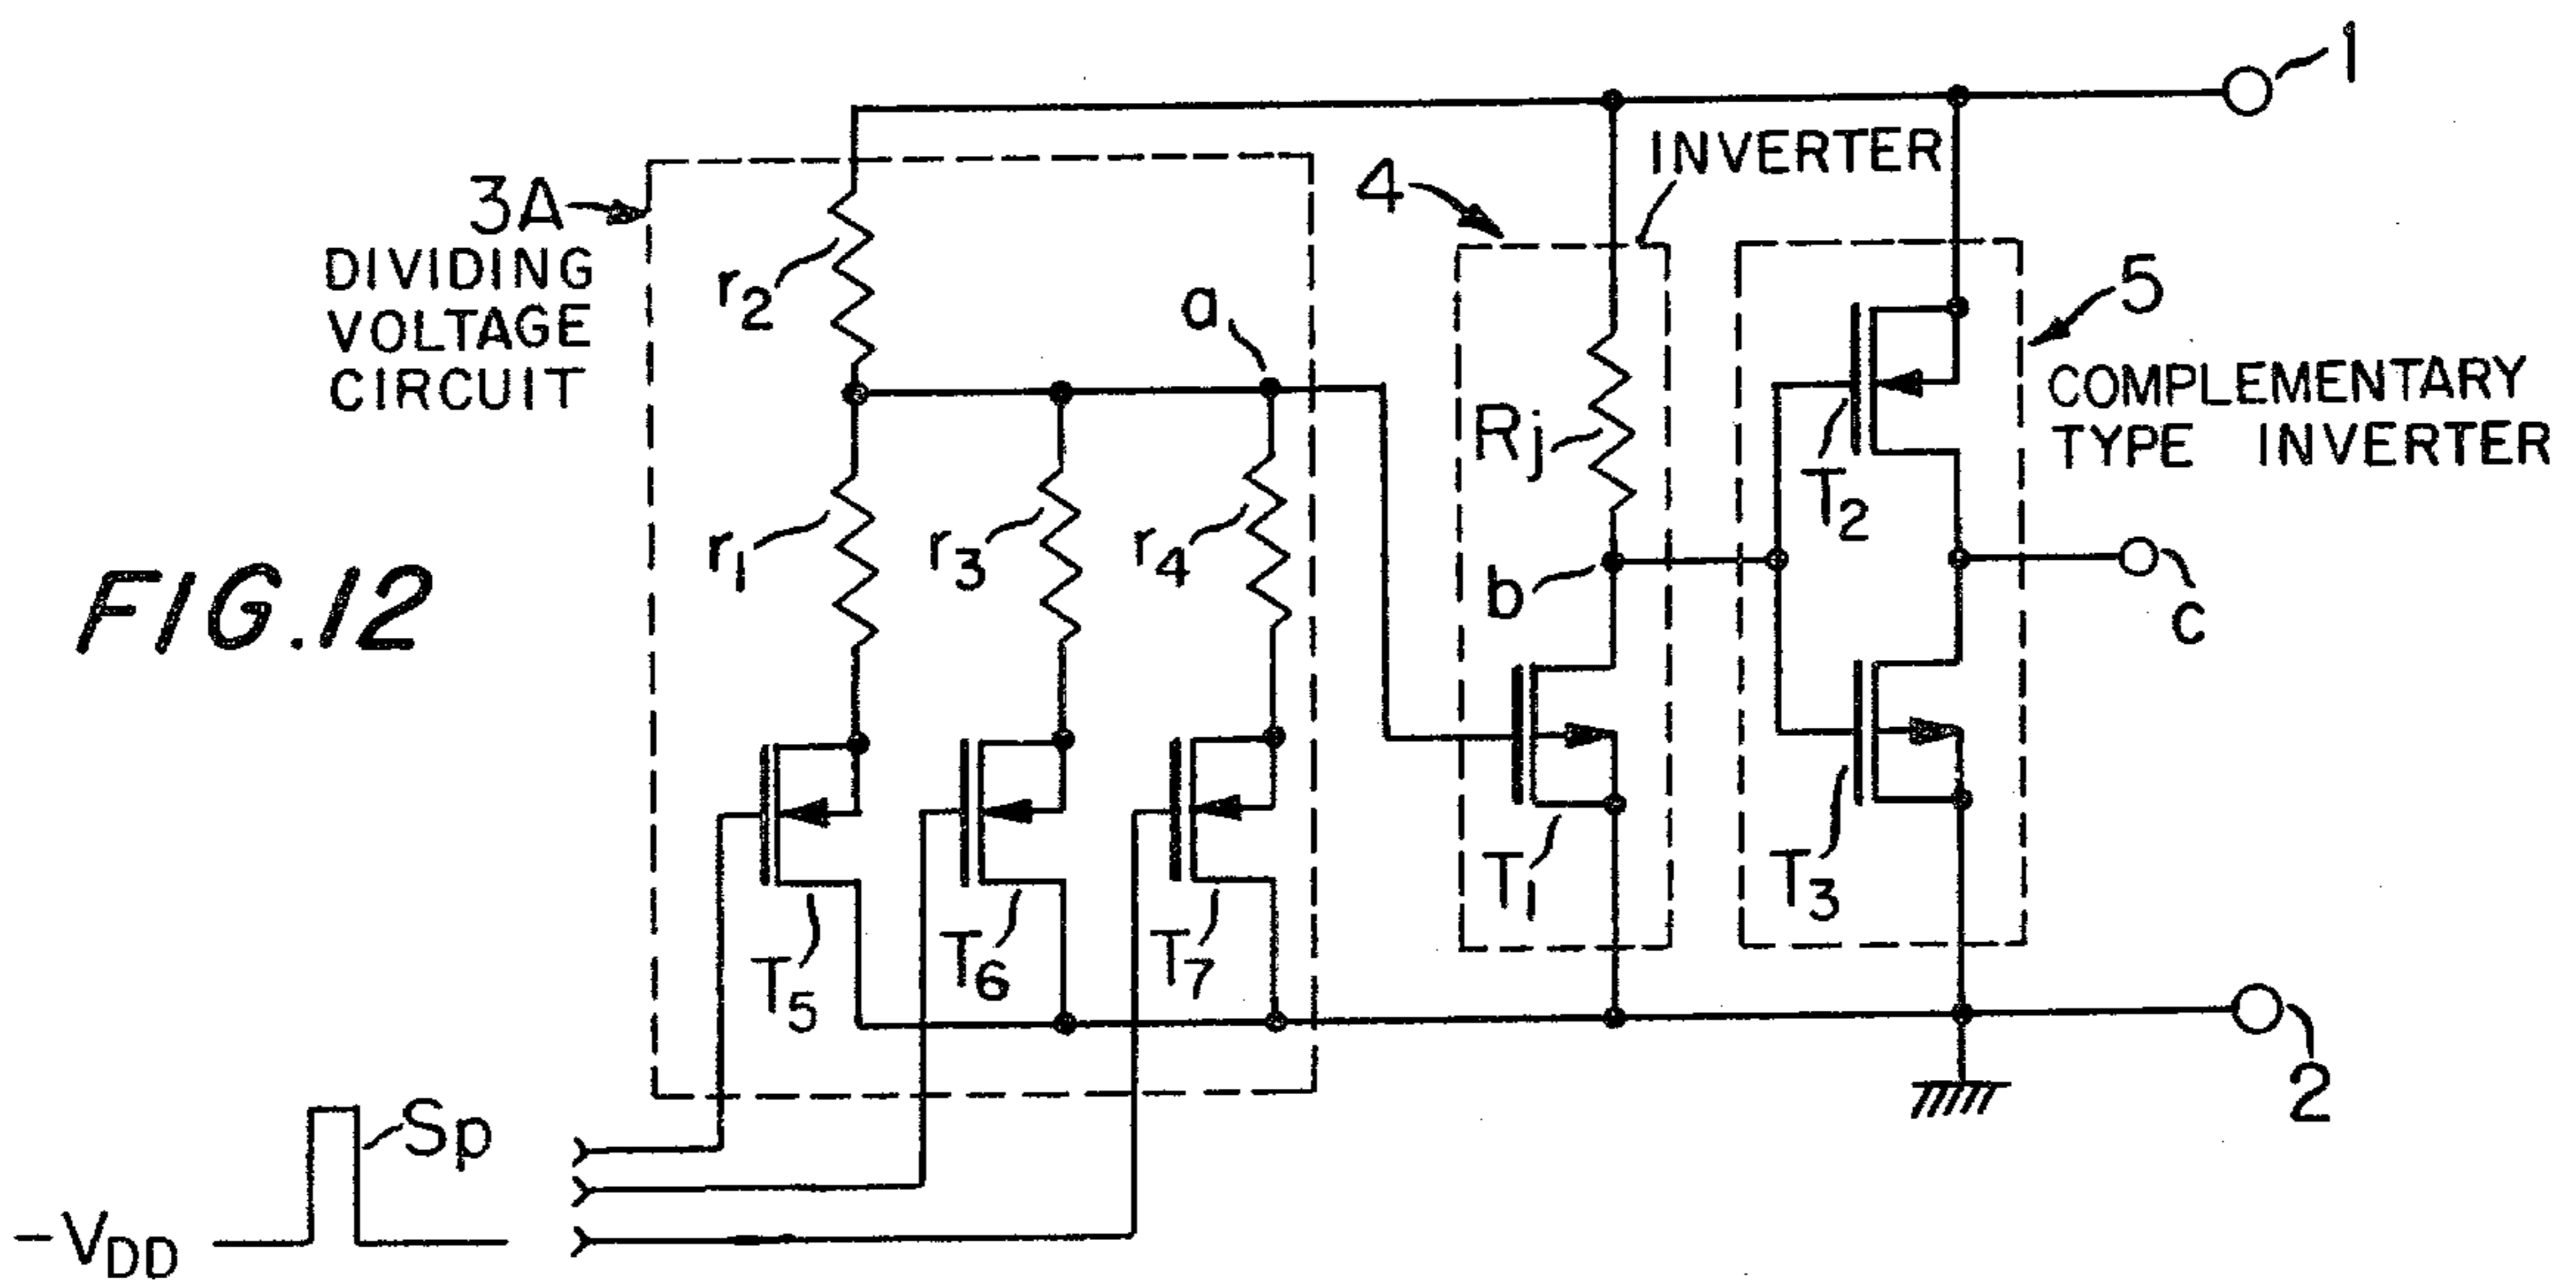 1
INVERTER
3A
DIVIDING
VOLTAGE
CIRCUIT
4
5
COMPLEMENTARY
TYPE INVERTER
r2
a
Rj
T2
r1
r3
r4
b
c
FIG.12
T1
T3
T5
T6
T7
2
Sp
-VDD